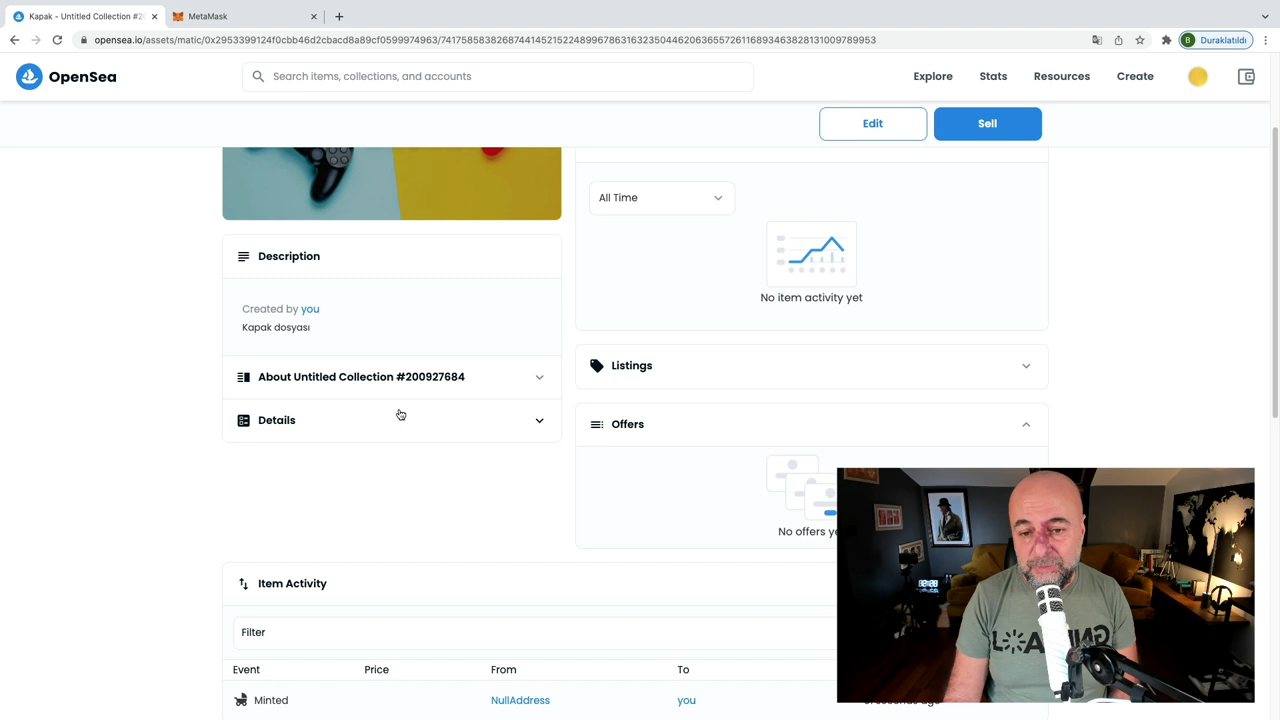 Kapak - Untitled Collection #20
MetaMask
opensea.io/assets/matic/0x2953399124f0cbb46d2cbacd8a89cf0599974963/74175858382687441452152248996786316323504462063655726116893463828131009789953
B Duraklatıldı
OpenSea
Search items, collections, and accounts
Explore
Stats
Resources
Create
Edit
Sell
All Time
No item activity yet
Description
Created by you
Kapak dosyası
About Untitled Collection #200927684
Details
Listings
Offers
No offers ye
Item Activity
Filter
Event
Price
From
To
Minted
NullAddress
you